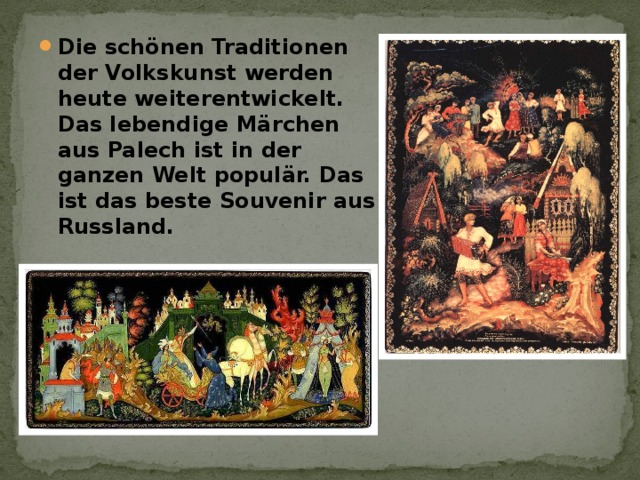 Die schönen Traditionen
der Volkskunst werden
heute weiterentwickelt.
Das lebendige Märchen
aus Palech ist in der
ganzen Welt populär. Das
ist das beste Souvenir aus
Russland.